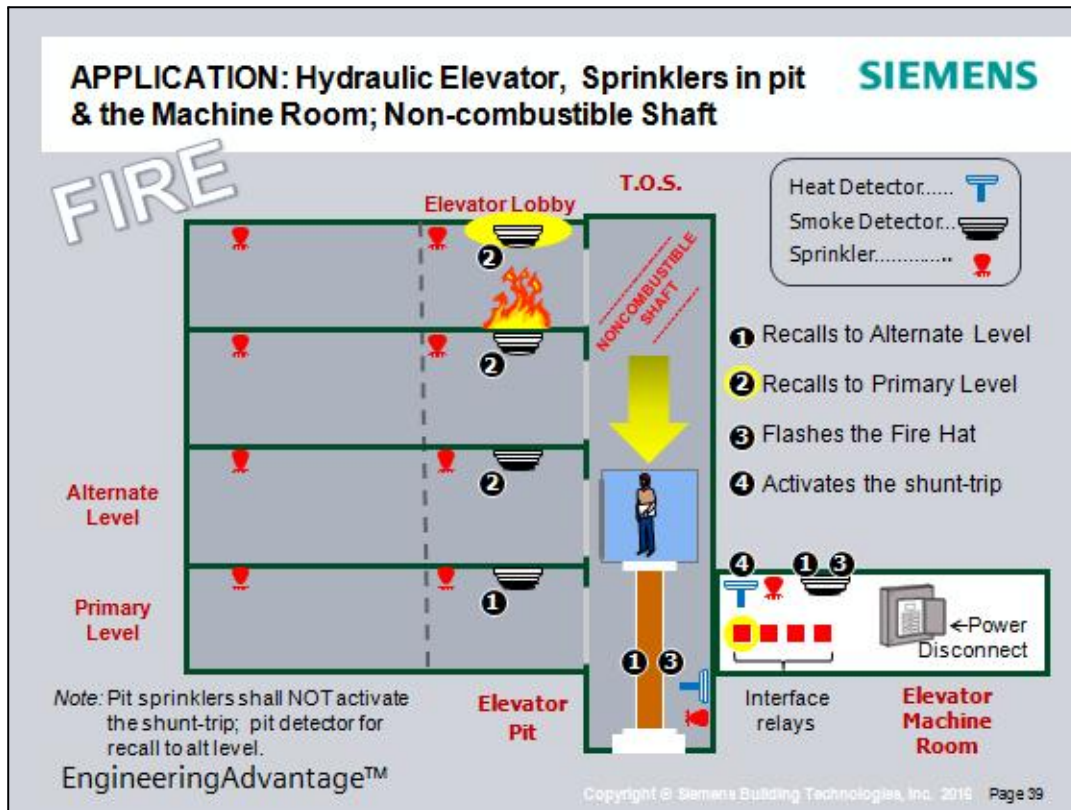 APPLICATION: Hydraulic Elevator, Sprinklers in pit
& the Machine Room; Non-combustible Shaft
SIEMENS
FIRE
T.O.S.
Elevator Lobby
Heat Detector......
Smoke Detector...
Sprinkler...............
2
NONCOMBUSTIBLE
SHAFT
2
1 Recalls to Alternate Level
2 Recalls to Primary Level
3 Flashes the Fire Hat
4 Activates the shunt-trip
Alternate
Level
2
Primary
Level
1
4
1 3
←Power
Disconnect
1 3
Interface
relays
Elevator
Pit
Elevator
Machine
Room
Note: Pit sprinklers shall NOT activate
the shunt-trip; pit detector for
recall to alt level.
EngineeringAdvantage™
Copyright © Siemens Building Technologies, Inc. 2016 Page 39